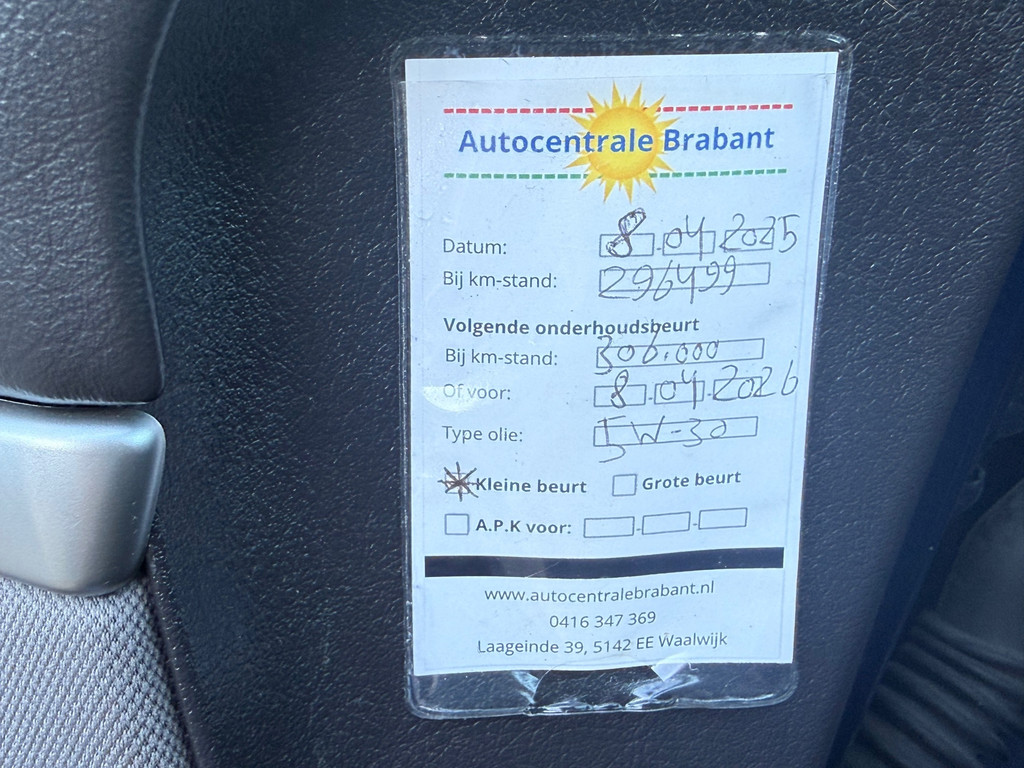 Autocentrale Brabant
Datum: 8-04-2025
Bij km-stand: 296499
Volgende onderhoudsbeurt
Bij km-stand: 306.000
Of voor: 8-04-2026
Type olie: 5W-30
Kleine beurt Grote beurt
A.P.K voor:
www.autocentralebrabant.nl
0416 347 369
Laageinde 39, 5142 EE Waalwijk